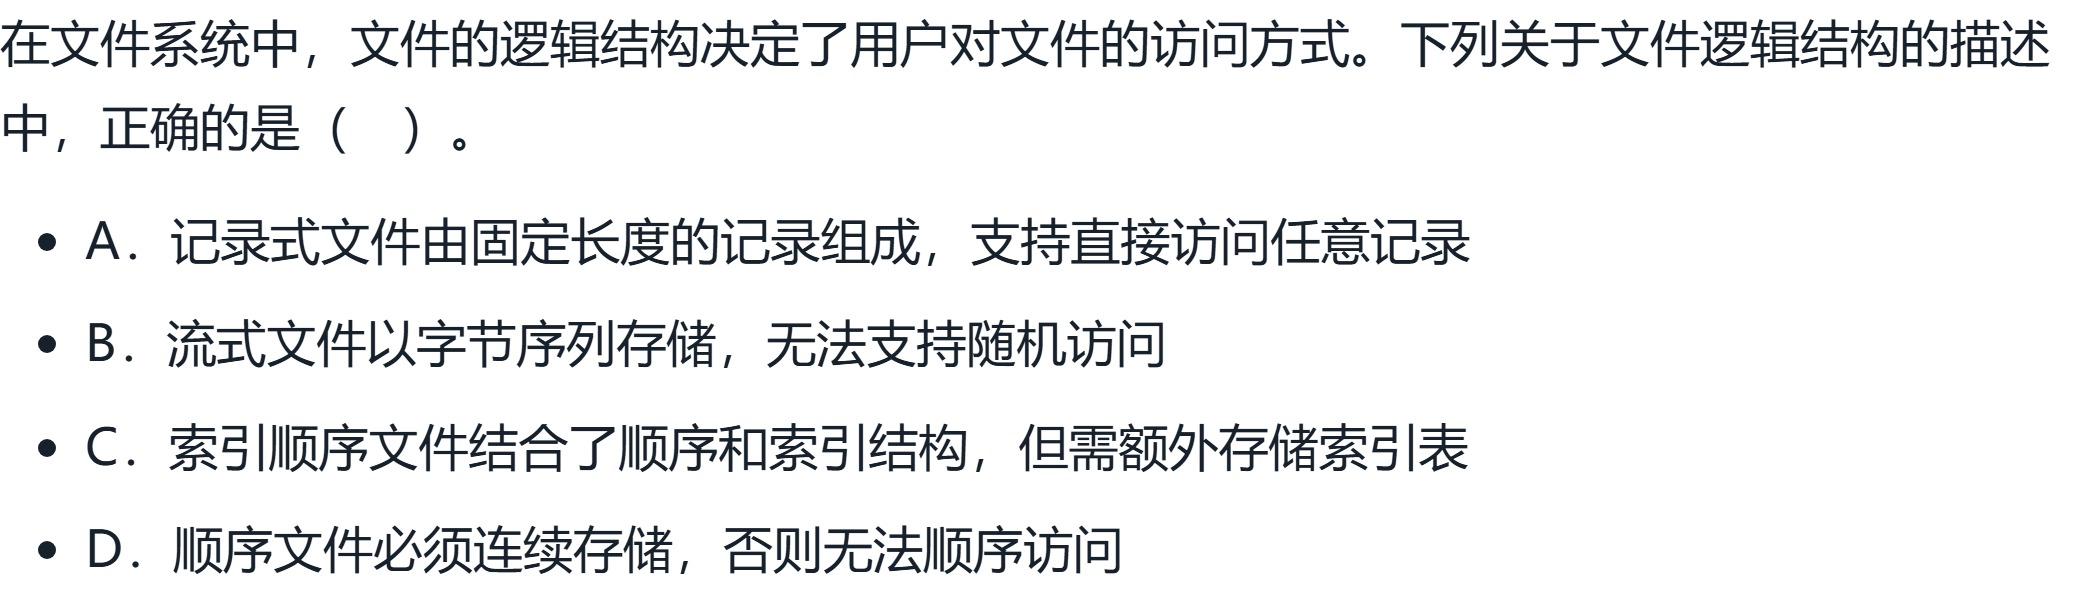 在文件系统中，文件的逻辑结构决定了用户对文件的访问方式。下列关于文件逻辑结构的描述
中，正确的是（　）。
• A．记录式文件由固定长度的记录组成，支持直接访问任意记录
• B．流式文件以字节序列存储，无法支持随机访问
• C．索引顺序文件结合了顺序和索引结构，但需额外存储索引表
• D．顺序文件必须连续存储，否则无法顺序访问